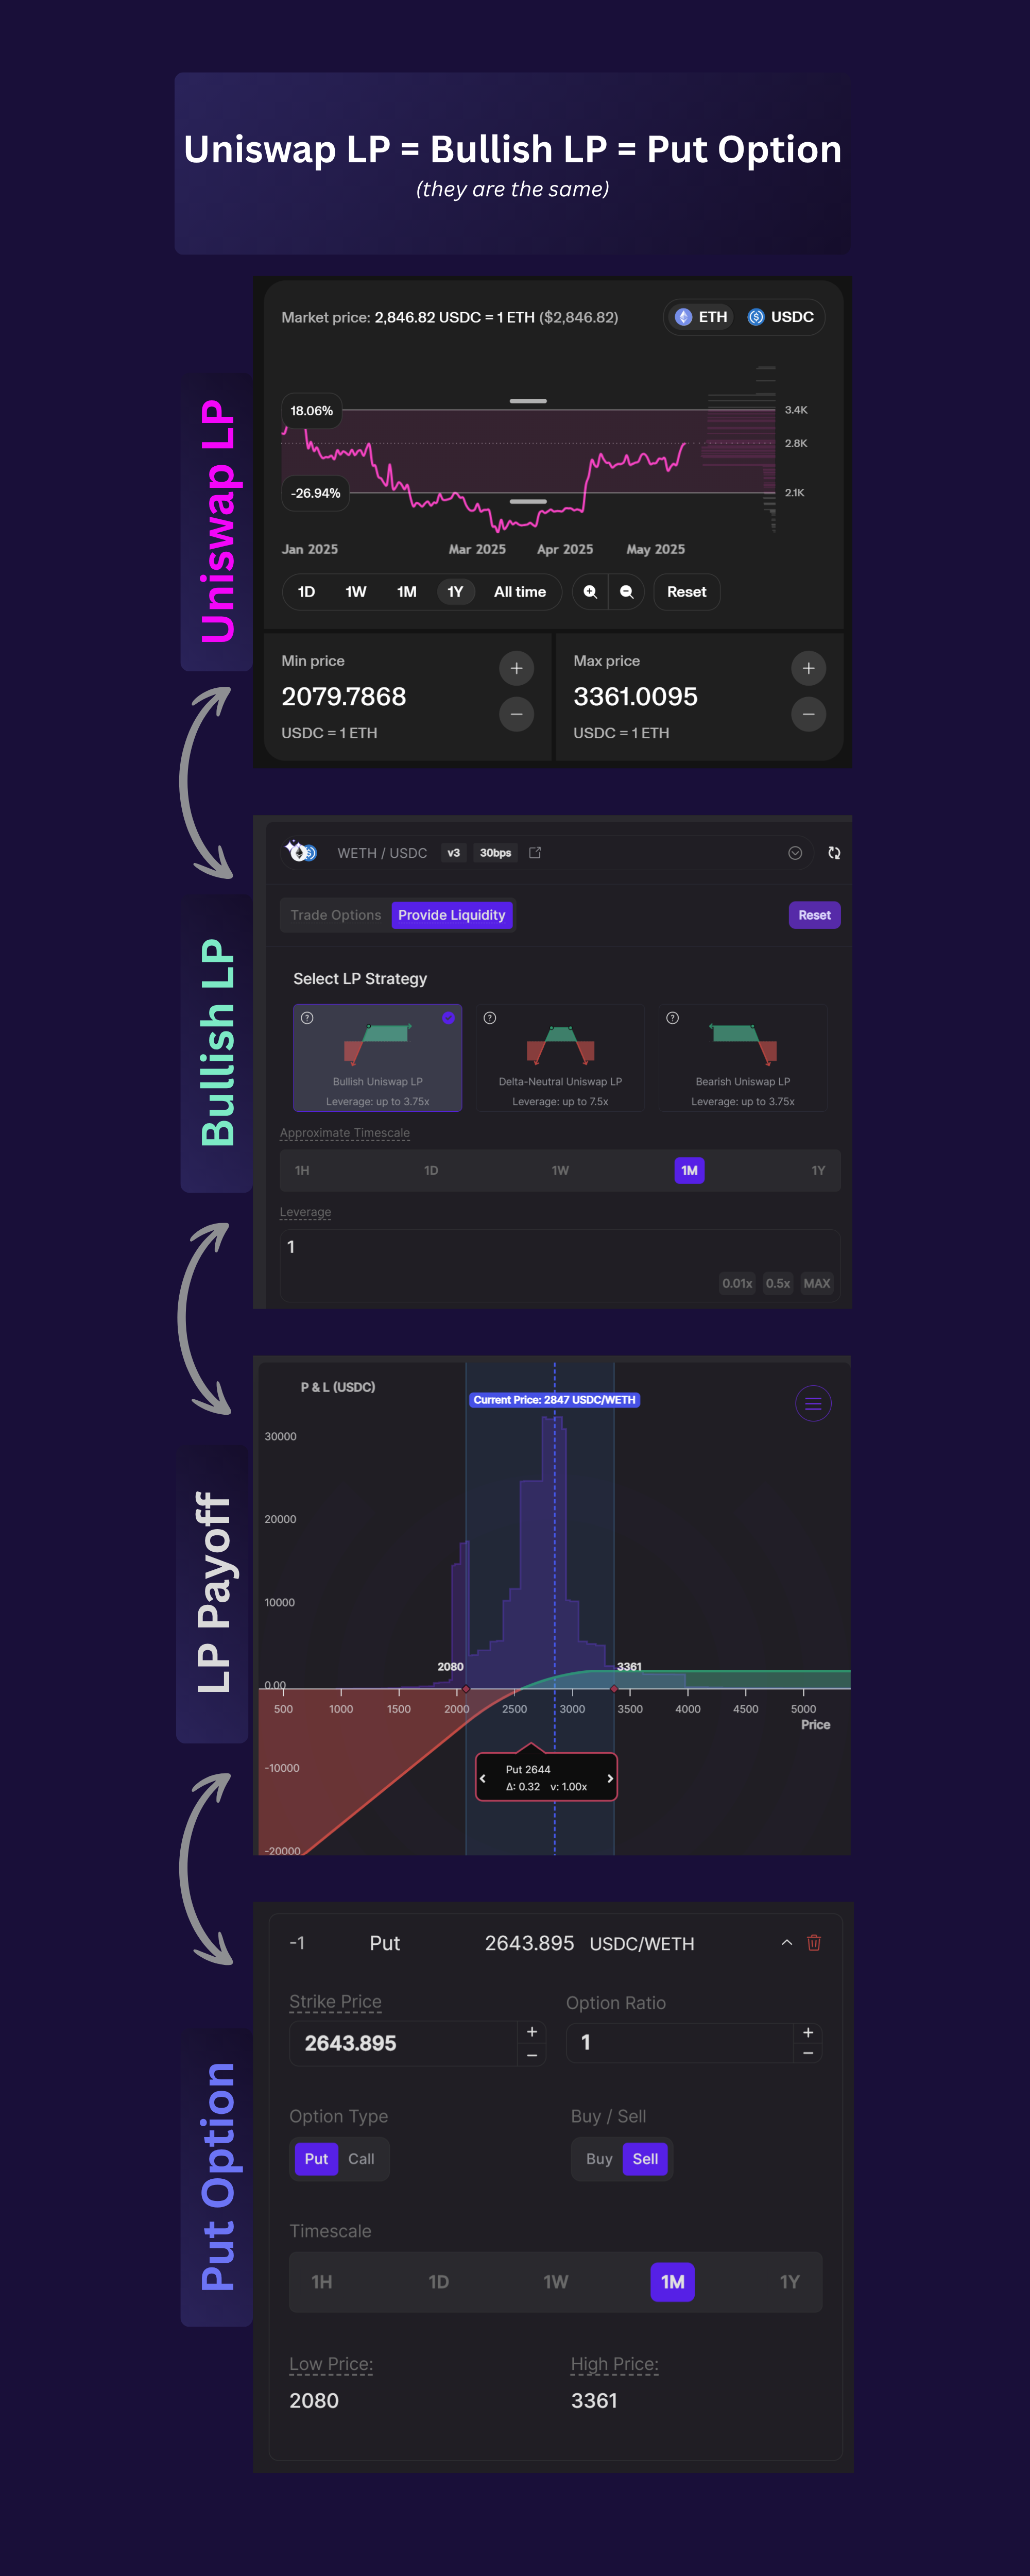 Uniswap LP = Bullish LP = Put Option
(they are the same)
Uniswap LP
Market price: 2,846.82 USDC = 1 ETH ($2,846.82)
ETH
USDC
18.06%
-26.94%
3.4K
2.8K
2.1K
Jan 2025
Mar 2025
Apr 2025
May 2025
1D
1W
1M
1Y
All time
Reset
Min price
2079.7868
USDC = 1 ETH
Max price
3361.0095
USDC = 1 ETH
Bullish LP
WETH / USDC
v3
30bps
Trade Options
Provide Liquidity
Reset
Select LP Strategy
Bullish Uniswap LP
Leverage: up to 3.75x
Delta-Neutral Uniswap LP
Leverage: up to 7.5x
Bearish Uniswap LP
Leverage: up to 3.75x
Approximate Timescale
1H
1D
1W
1M
1Y
Leverage
1
0.01x
0.5x
MAX
LP Payoff
P & L (USDC)
Current Price: 2847 USDC/WETH
30000
20000
10000
0.00
-10000
-20000
2080
3361
500
1000
1500
2000
2500
3000
3500
4000
4500
5000
Price
Put 2644
Δ: 0.32 v: 1.00x
Put Option
-1
Put
2643.895 USDC/WETH
Strike Price
2643.895
Option Ratio
1
Option Type
Put
Call
Buy / Sell
Buy
Sell
Timescale
1H
1D
1W
1M
1Y
Low Price:
2080
High Price:
3361